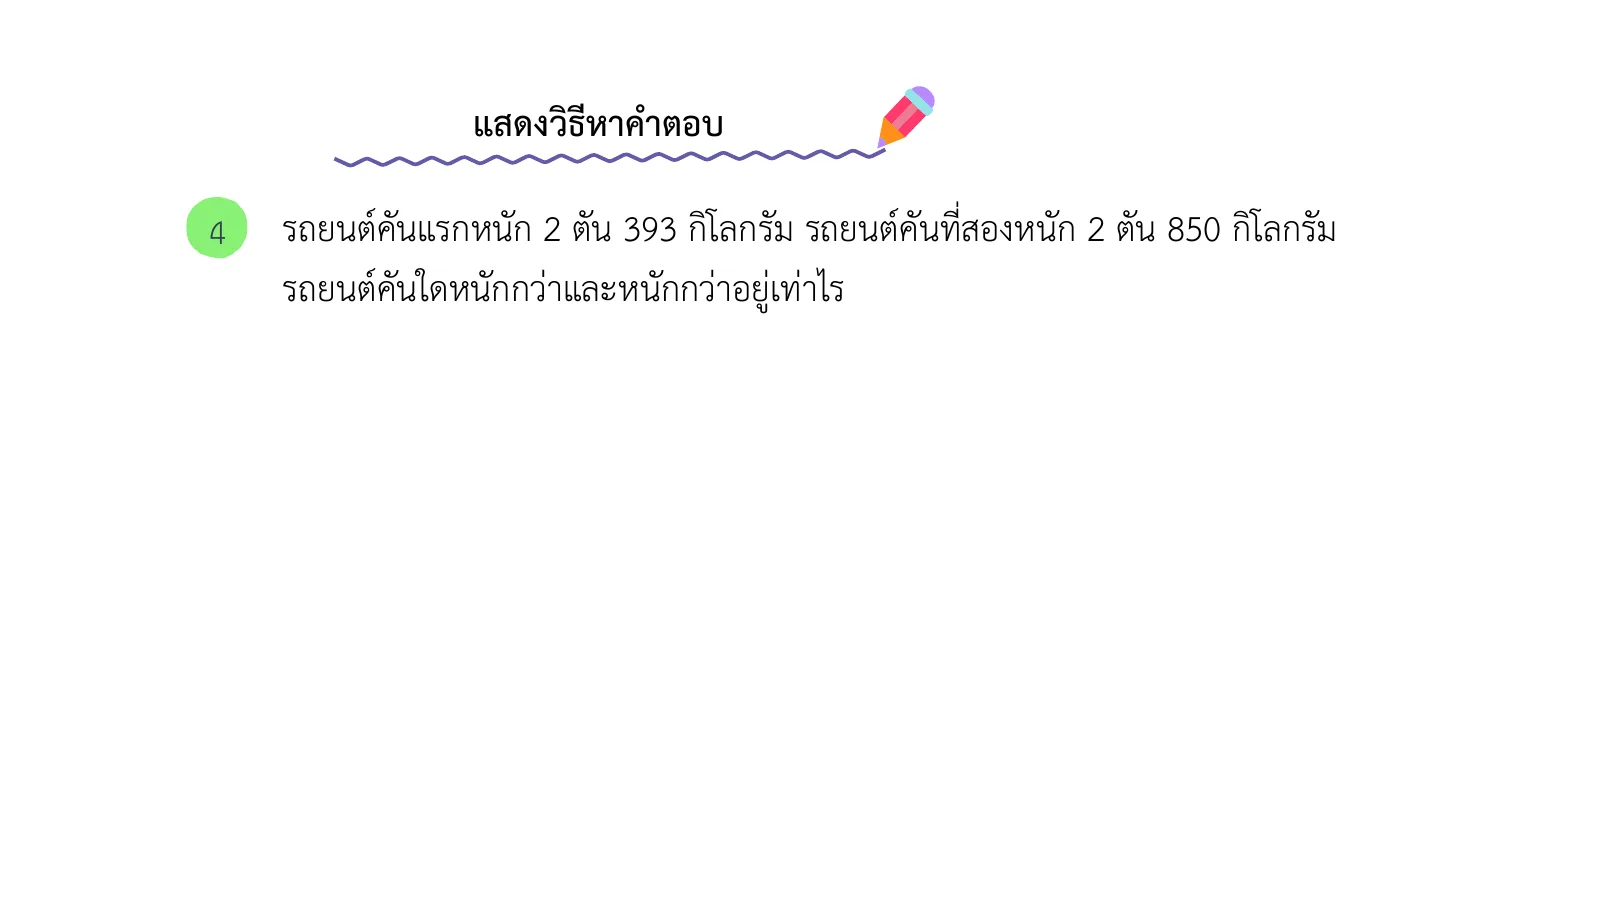 แสดงวิธีหาคำตอบ
4
รถยนต์คันแรกหนัก 2 ตัน 393 กิโลกรัม รถยนต์คันที่สองหนัก 2 ตัน 850 กิโลกรัม
รถยนต์คันใดหนักกว่าและหนักกว่าอยู่เท่าไร